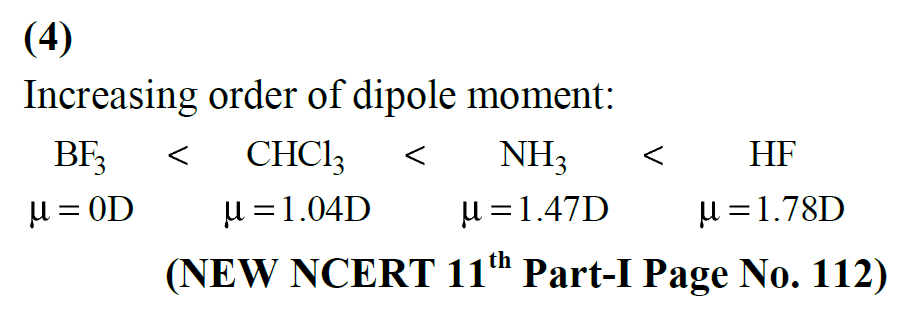 (4)
Increasing order of dipole moment:
BF₃ < CHCl₃ < NH₃ < HF
μ = 0D μ = 1.04D μ = 1.47D μ = 1.78D
(NEW NCERT 11ᵗʰ Part-I Page No. 112)